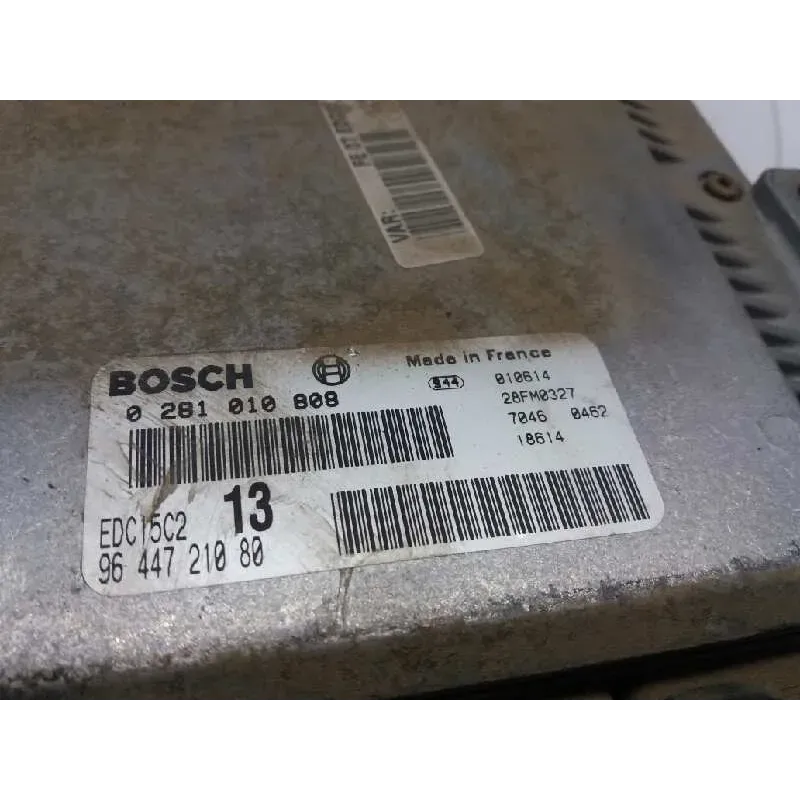 VAR:
BOSCH
Made in France
0 281 010 808
944
010614
28FM0327
7046 0462
18614
13
EDC15C2
96 447 210 80